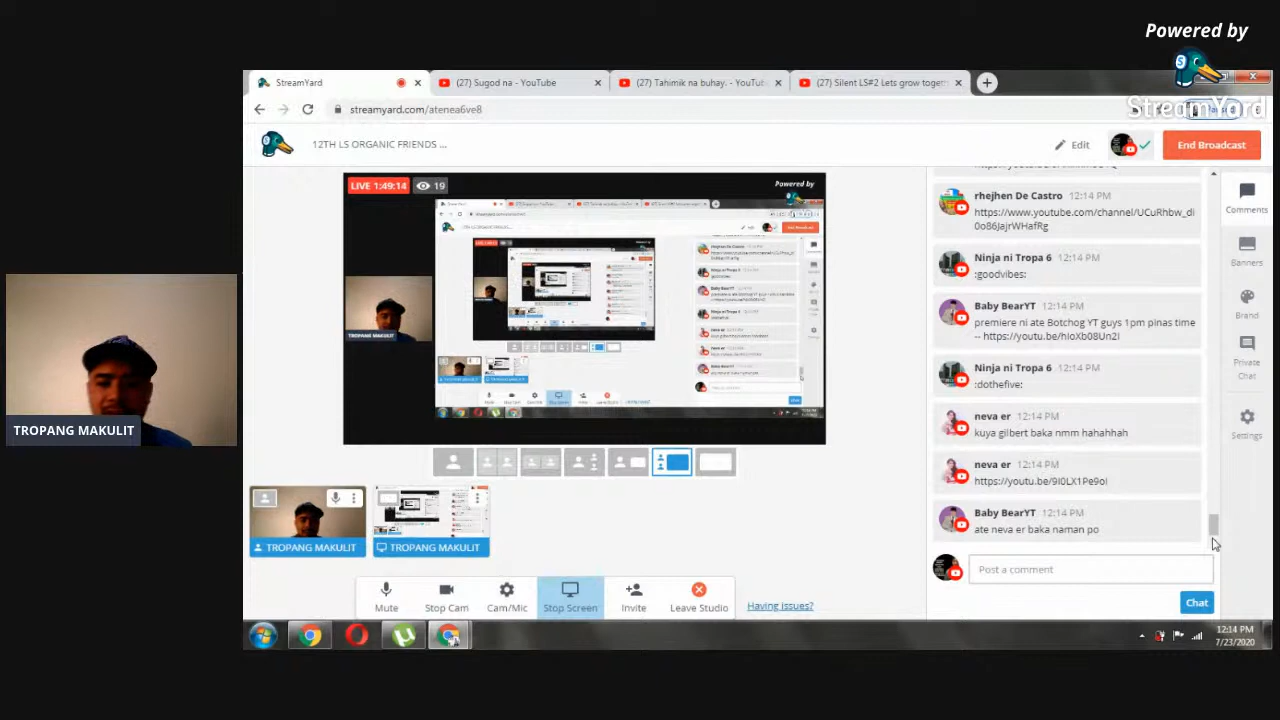 Powered by
StreamYard
StreamYard
(27) Sugod na - YouTube
(27) Tahimik na buhay. - YouTube
(27) Silent LS#2 Lets grow togeth
streamyard.com/atenea6ve8
Paused
12TH LS ORGANIC FRIENDS ...
Edit
End Broadcast
LIVE 1:49:14
19
Powered by
TROPANG MAKULIT
rhejhen De Castro 12:14 PM
https://www.youtube.com/channel/UCuRhbw_di
0o86JajrWHafRg
Ninja ni Tropa 6 12:14 PM
:goodvibes:
Baby BearYT 12:14 PM
premiere ni ate Botchog YT guys 1pm pinas time
-- https://youtu.be/hIoXb08Un2I
Ninja ni Tropa 6 12:14 PM
:dothefive:
neva er 12:14 PM
kuya gilbert baka nmm hahahhah
neva er 12:14 PM
https://youtu.be/9I0LX1Pe9oI
Baby BearYT 12:14 PM
ate neva er baka naman po
Post a comment
Chat
Comments
Banners
Brand
Private
Chat
Settings
TROPANG MAKULIT
TROPANG MAKULIT
TROPANG MAKULIT
Mute
Stop Cam
Cam/Mic
Stop Screen
Invite
Leave Studio
Having issues?
12:14 PM
7/23/2020